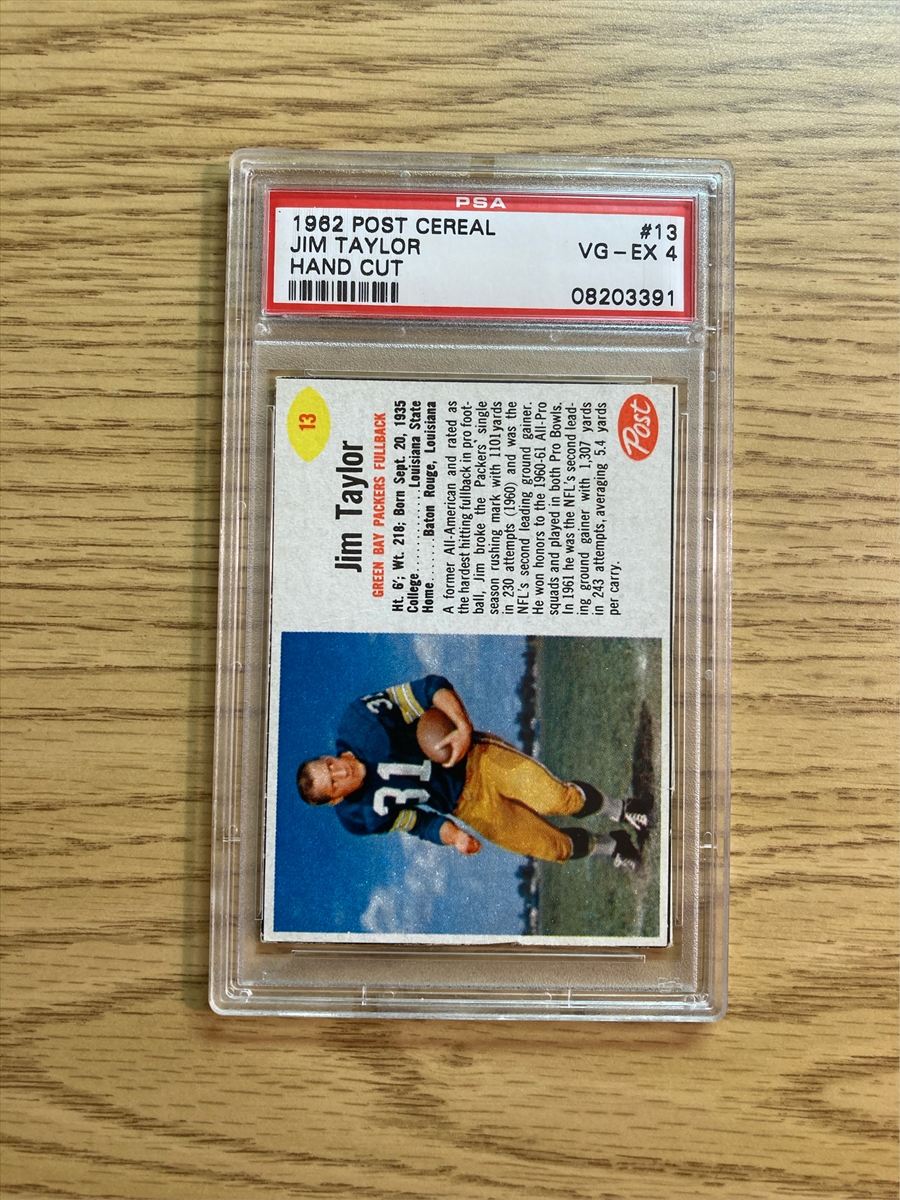 PSA
1962 POST CEREAL #13
JIM TAYLOR VG-EX 4
HAND CUT
08203391
13
Jim Taylor
GREEN BAY PACKERS FULLBACK
Ht. 6'; Wt. 218; Born Sept. 20, 1935
College............Louisiana State
Home.......Baton Rouge, Louisiana
A former All-American and rated as
the hardest hitting fullback in pro foot-
ball, Jim broke the Packers' single
season rushing mark with 1101 yards
in 230 attempts (1960) and was the
NFL's second leading ground gainer.
He won honors to the 1960-61 All-Pro
squads and played in both Pro Bowls.
In 1961 he was the NFL's second lead-
ing ground gainer with 1,307 yards
in 243 attempts, averaging 5.4 yards
per carry.
Post
31
31